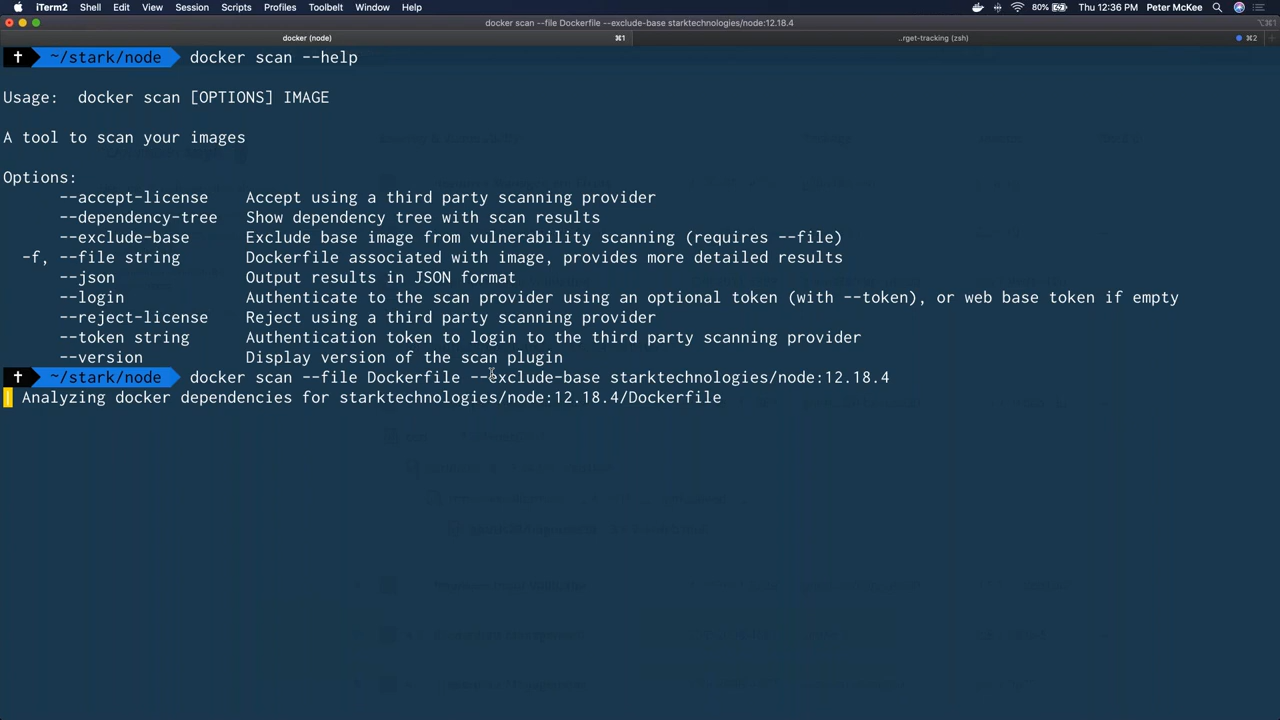 iTerm2 Shell Edit View Session Scripts Profiles Toolbelt Window Help 80% Thu 12:36 PM Peter McKee
docker scan --file Dockerfile --exclude-base starktechnologies/node:12.18.4
⌥⌘1
docker (node) ⌘1 ..rget-tracking (zsh) ⌘2
~/stark/node docker scan --help
Usage: docker scan [OPTIONS] IMAGE
A tool to scan your images
Options:
--accept-license Accept using a third party scanning provider
--dependency-tree Show dependency tree with scan results
--exclude-base Exclude base image from vulnerability scanning (requires --file)
-f, --file string Dockerfile associated with image, provides more detailed results
--json Output results in JSON format
--login Authenticate to the scan provider using an optional token (with --token), or web base token if empty
--reject-license Reject using a third party scanning provider
--token string Authentication token to login to the third party scanning provider
--version Display version of the scan plugin
~/stark/node docker scan --file Dockerfile --exclude-base starktechnologies/node:12.18.4
| Analyzing docker dependencies for starktechnologies/node:12.18.4/Dockerfile